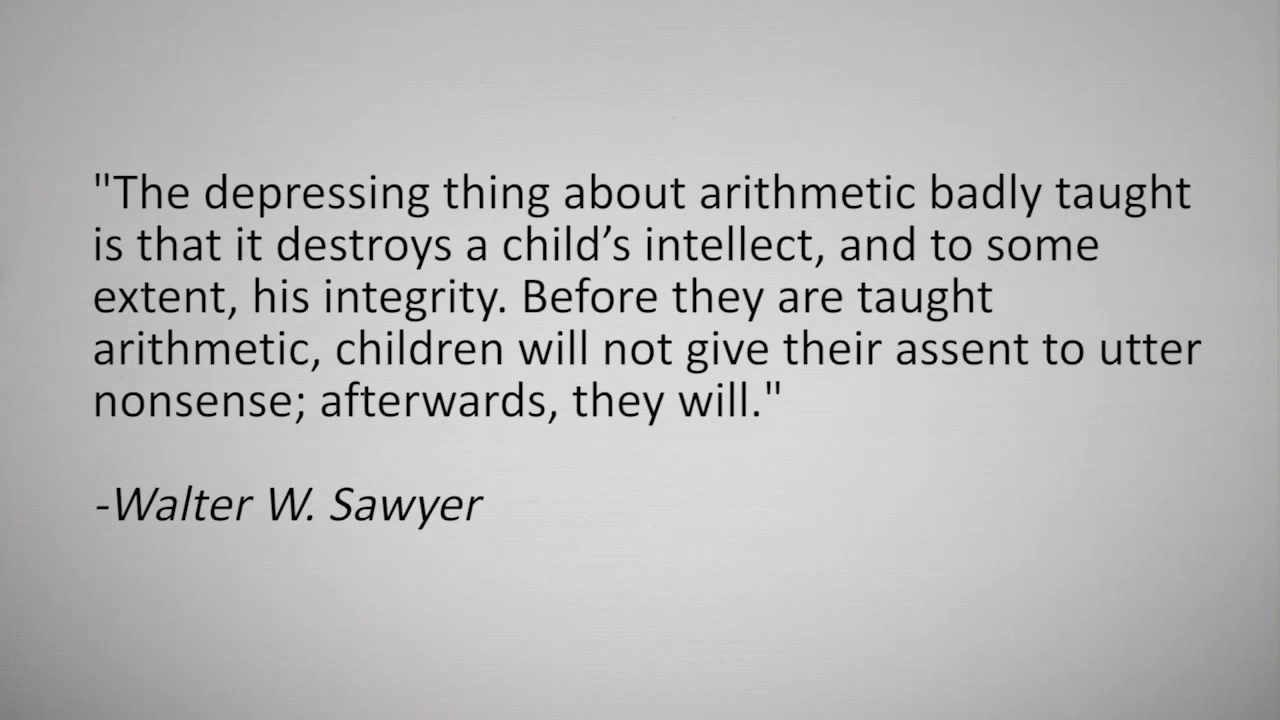 "The depressing thing about arithmetic badly taught
is that it destroys a child’s intellect, and to some
extent, his integrity. Before they are taught
arithmetic, children will not give their assent to utter
nonsense; afterwards, they will."
-Walter W. Sawyer